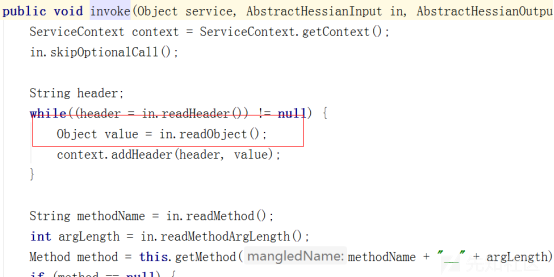 public void invoke(Object service, AbstractHessianInput in, AbstractHessianOutpu
ServiceContext context = ServiceContext.getContext();
in.skipOptionalCall();
String header;
while((header = in.readHeader()) != null) {
Object value = in.readObject();
context.addHeader(header, value);
}
String methodName = in.readMethod();
int argLength = in.readMethodArgLength();
Method method = this.getMethod( mangledName: methodName + "__" + argLength)
if (method == null) {